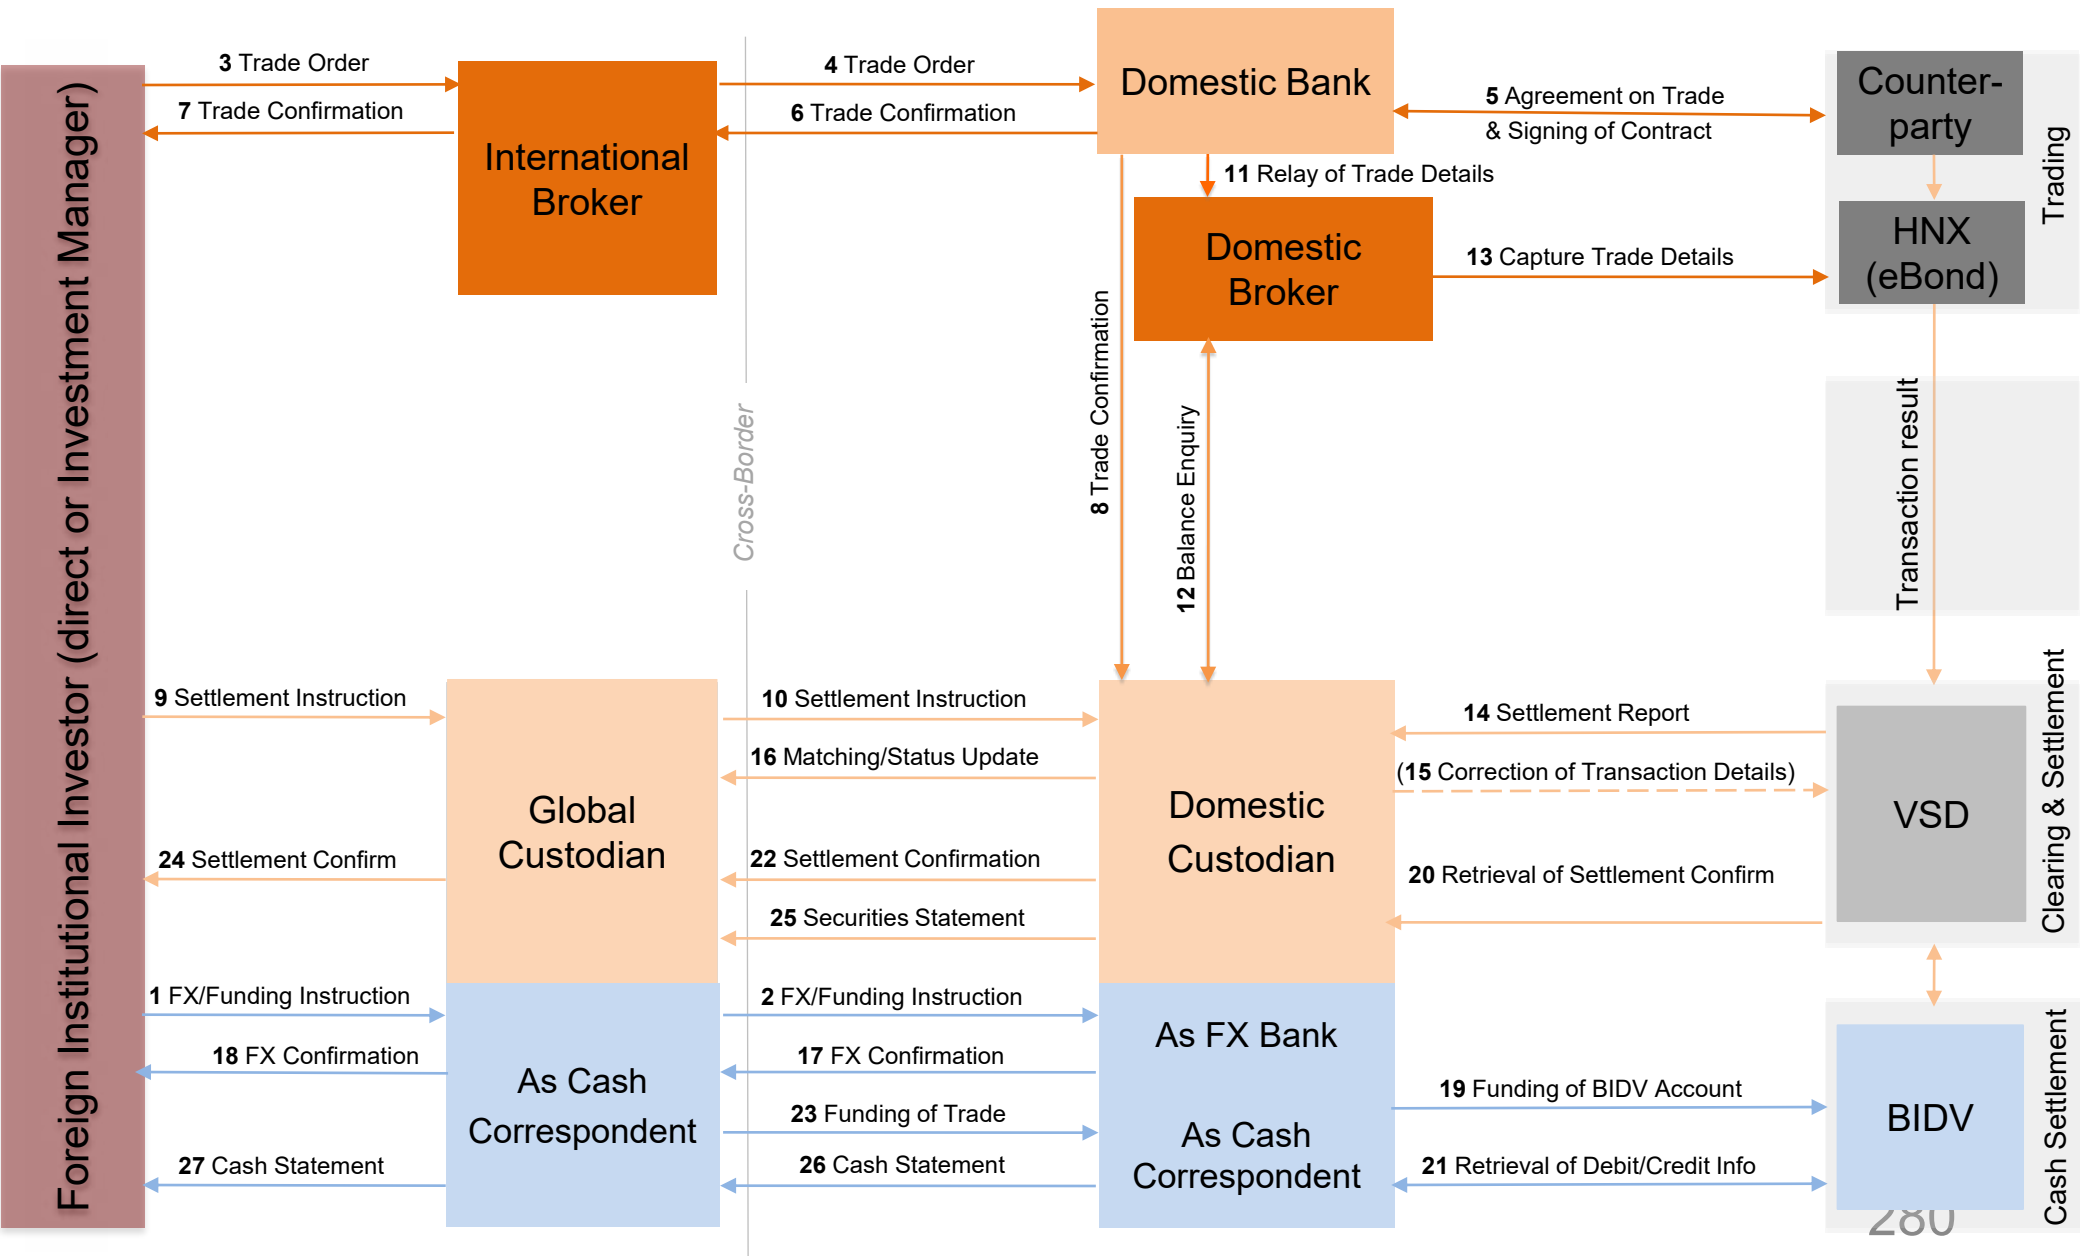 3 Trade Order
4 Trade Order
Domestic Bank
Counter-
party
5 Agreement on Trade
& Signing of Contract
7 Trade Confirmation
6 Trade Confirmation
International
Broker
11 Relay of Trade Details
Trading
Domestic
Broker
13 Capture Trade Details
HNX
(eBond)
Foreign Institutional Investor (direct or Investment Manager)
Cross-Border
8 Trade Confirmation
12 Balance Enquiry
Transaction result
9 Settlement Instruction
10 Settlement Instruction
14 Settlement Report
16 Matching/Status Update
(15 Correction of Transaction Details)
Global
Custodian
Domestic
Custodian
VSD
Clearing & Settlement
24 Settlement Confirm
22 Settlement Confirmation
20 Retrieval of Settlement Confirm
25 Securities Statement
1 FX/Funding Instruction
2 FX/Funding Instruction
As FX Bank
18 FX Confirmation
17 FX Confirmation
As Cash
Correspondent
19 Funding of BIDV Account
23 Funding of Trade
As Cash
Correspondent
BIDV
Cash Settlement
27 Cash Statement
26 Cash Statement
21 Retrieval of Debit/Credit Info
280